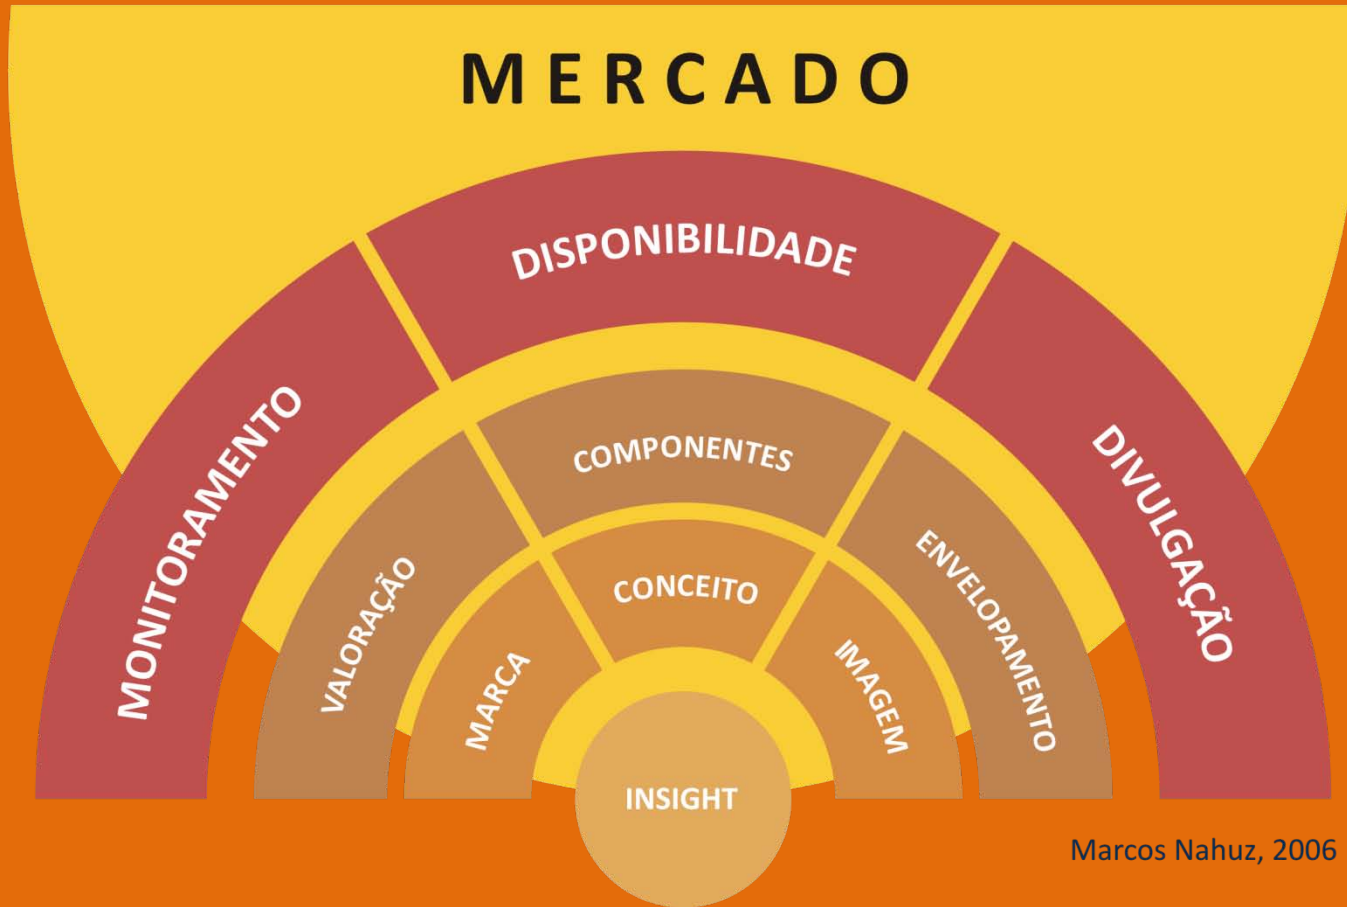 MERCADO
DISPONIBILIDADE
MONITORAMENTO
DIVULGAÇÃO
COMPONENTES
VALORAÇÃO
ENVELOPAMENTO
CONCEITO
MARCA
IMAGEM
INSIGHT
Marcos Nahuz, 2006